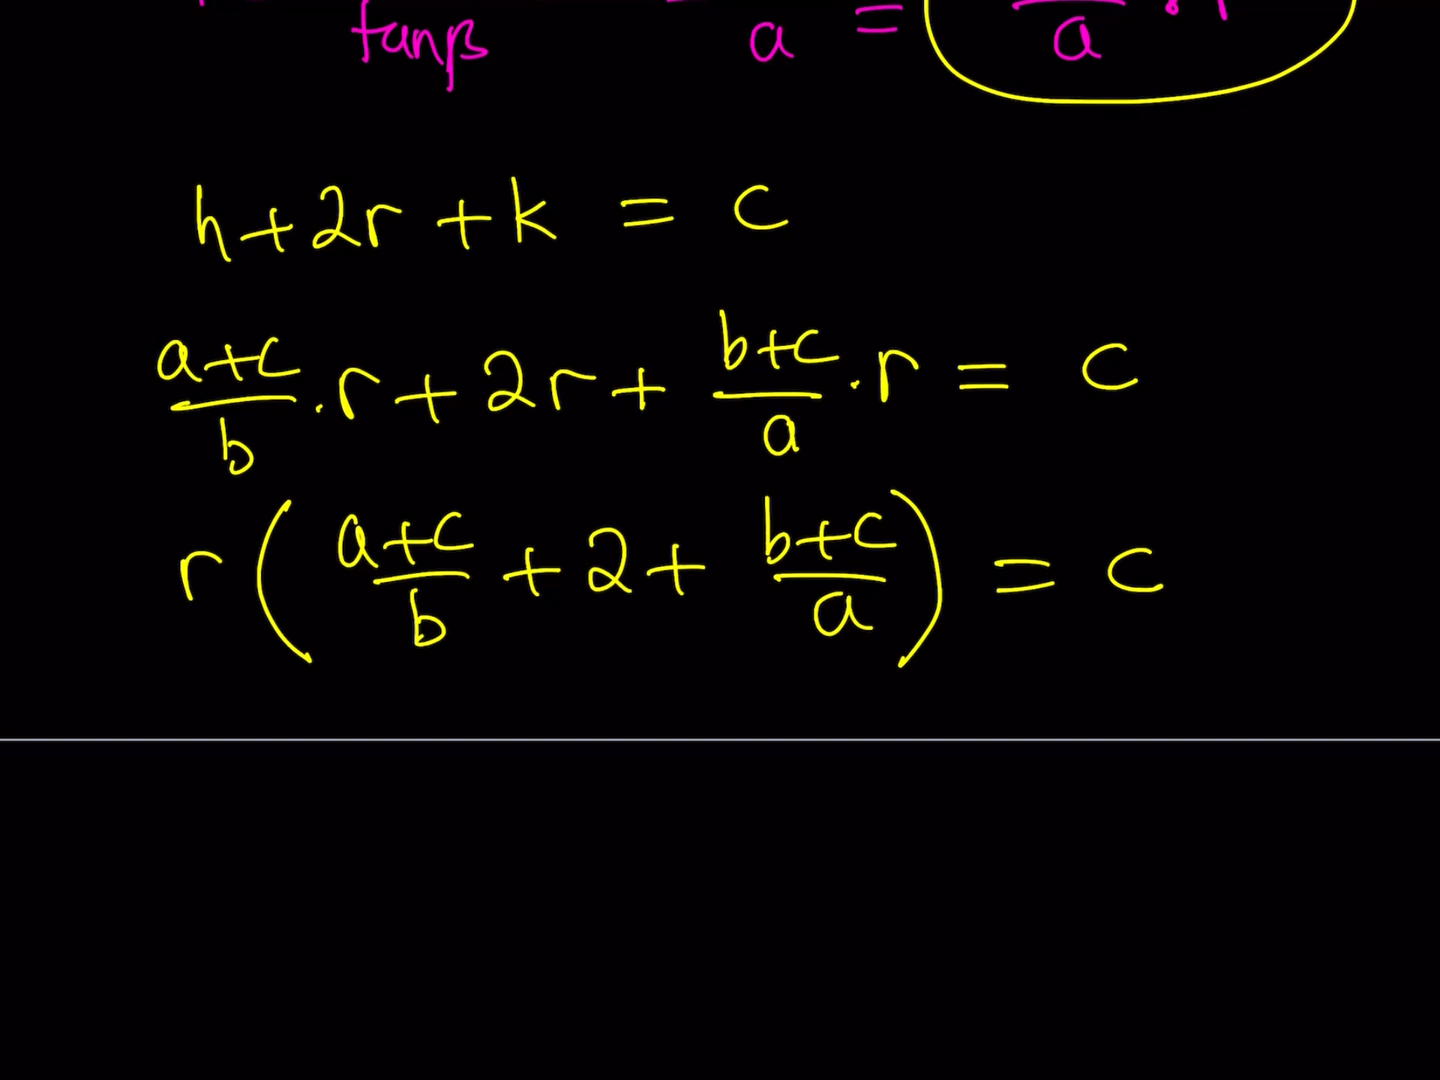 tanβ a = a
h+2r+k = c
a+c/b .r+2r+ b+c/a .r = c
r( a+c/b +2+ b+c/a ) = c